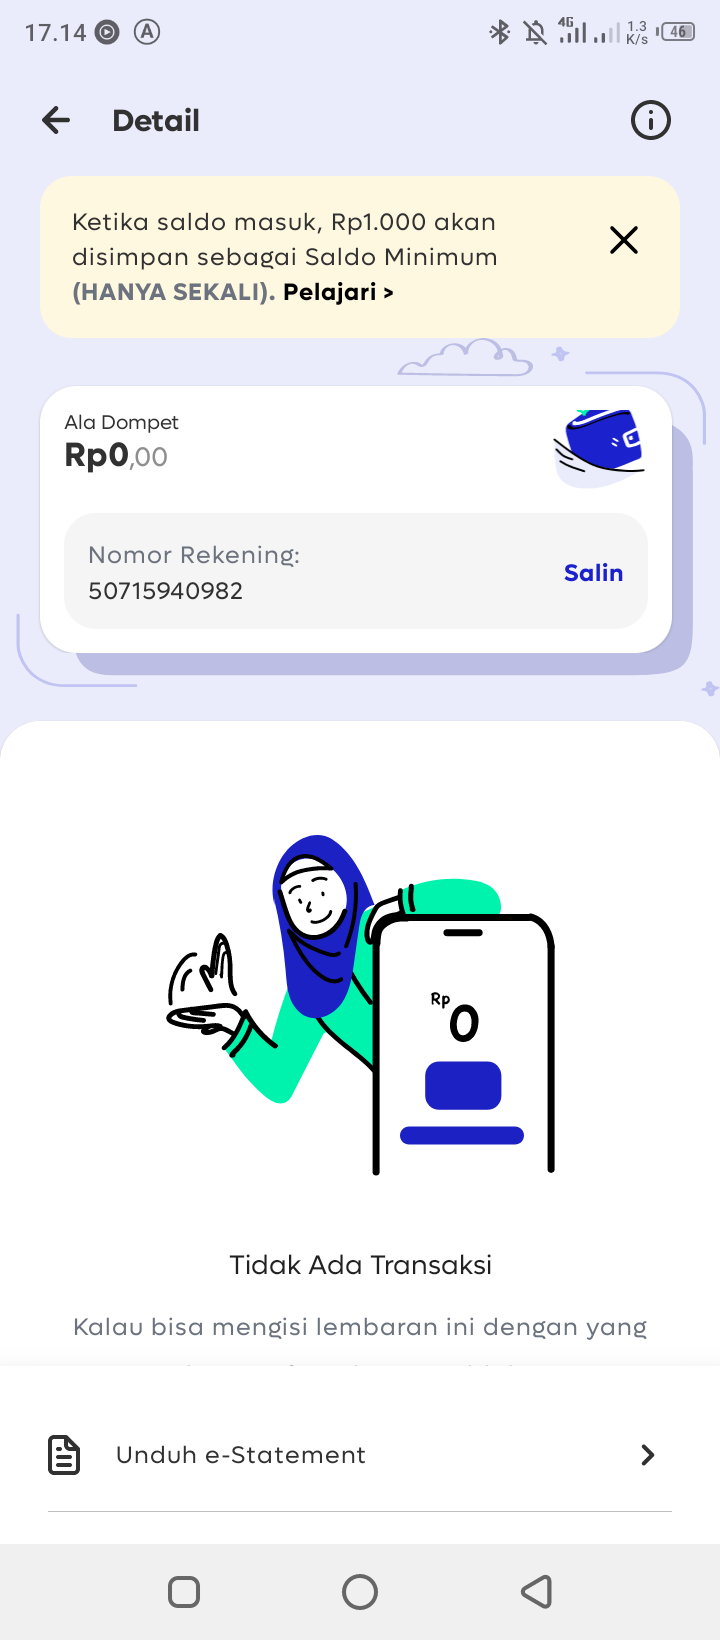 17.14
A
4G
1.3
K/s
46
Detail
Ketika saldo masuk, Rp1.000 akan
disimpan sebagai Saldo Minimum
(HANYA SEKALI). Pelajari >
Ala Dompet
Rp0,00
Nomor Rekening:
50715940982
Salin
Rp
0
Tidak Ada Transaksi
Kalau bisa mengisi lembaran ini dengan yang
Unduh e-Statement